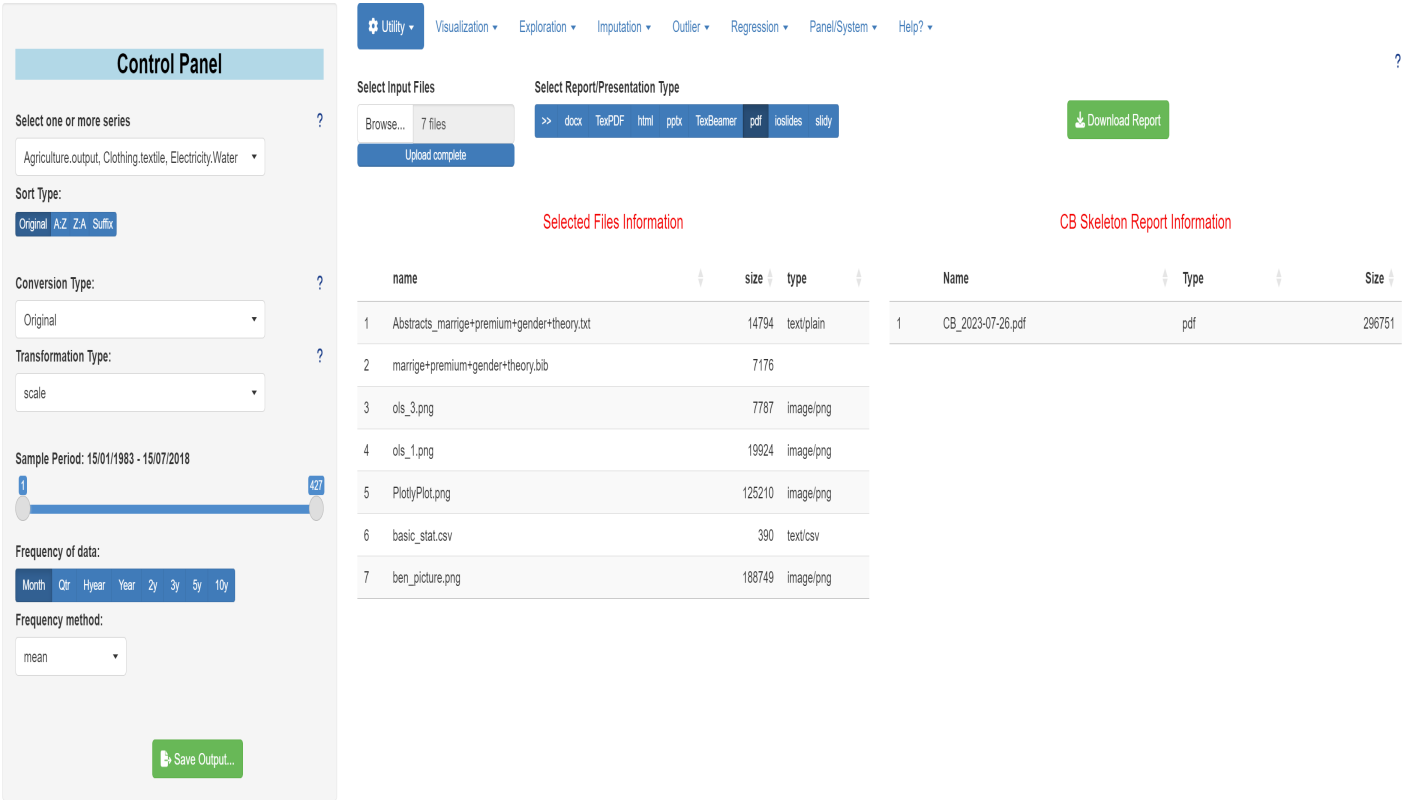 Utility Visualization Exploration Imputation Outlier Regression Panel/System Help?
?
Control Panel
Select one or more series ?
Agriculture.output, Clothing.textile, Electricity.Water
Sort Type:
Original A:Z Z:A Suffix
Conversion Type: ?
Original
Transformation Type: ?
scale
Sample Period: 15/01/1983 - 15/07/2018
1 427
Frequency of data:
Month Qtr Hyear Year 2y 3y 5y 10y
Frequency method:
mean
Save Output...
Select Input Files
Browse... 7 files
Upload complete
Select Report/Presentation Type
>> docx TexPDF html pptx TexBeamer pdf ioslides slidy
Download Report
Selected Files Information
name size type
1 Abstracts_marrige+premium+gender+theory.txt 14794 text/plain
2 marrige+premium+gender+theory.bib 7176
3 ols_3.png 7787 image/png
4 ols_1.png 19924 image/png
5 PlotlyPlot.png 125210 image/png
6 basic_stat.csv 390 text/csv
7 ben_picture.png 188749 image/png
CB Skeleton Report Information
Name Type Size
1 CB_2023-07-26.pdf pdf 296751